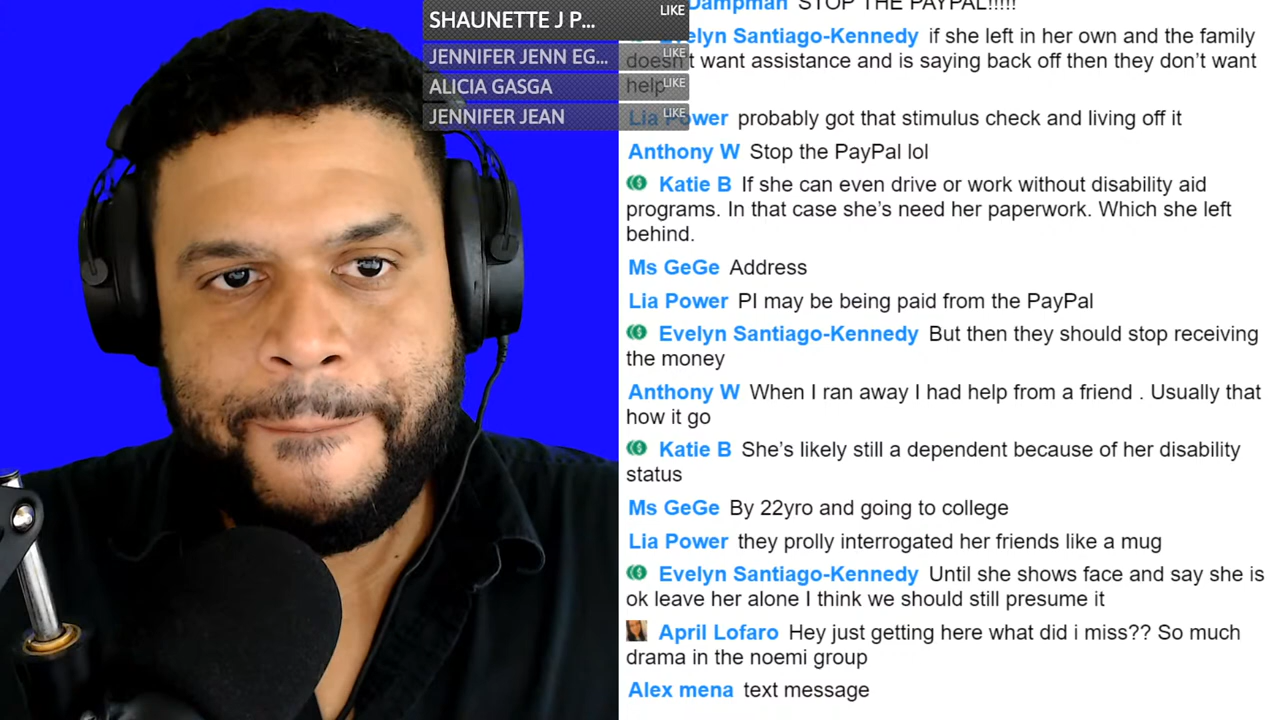 SHAUNETTE J P... LIKE
JENNIFER JENN EG... LIKE
ALICIA GASGA LIKE
JENNIFER JEAN LIKE
Dampman STOP THE PAYPAL!!!!!
Evelyn Santiago-Kennedy if she left in her own and the family
doesn't want assistance and is saying back off then they don't want
help
Lia Power probably got that stimulus check and living off it
Anthony W Stop the PayPal lol
Katie B If she can even drive or work without disability aid
programs. In that case she's need her paperwork. Which she left
behind.
Ms GeGe Address
Lia Power PI may be being paid from the PayPal
Evelyn Santiago-Kennedy But then they should stop receiving
the money
Anthony W When I ran away I had help from a friend . Usually that
how it go
Katie B She's likely still a dependent because of her disability
status
Ms GeGe By 22yro and going to college
Lia Power they prolly interrogated her friends like a mug
Evelyn Santiago-Kennedy Until she shows face and say she is
ok leave her alone I think we should still presume it
April Lofaro Hey just getting here what did i miss?? So much
drama in the noemi group
Alex mena text message